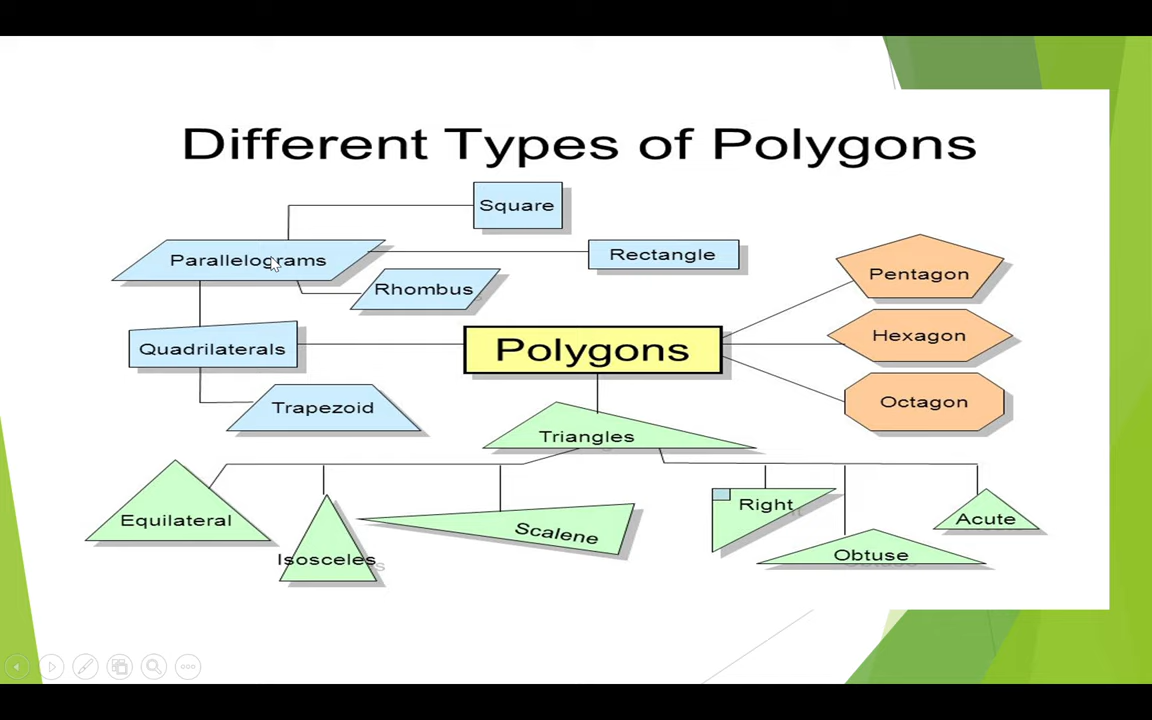 Different Types of Polygons
Square
Parallelograms
Rectangle
Rhombus
Pentagon
Hexagon
Quadrilaterals
Polygons
Octagon
Trapezoid
Triangles
Equilateral
Isosceles
Scalene
Right
Obtuse
Acute